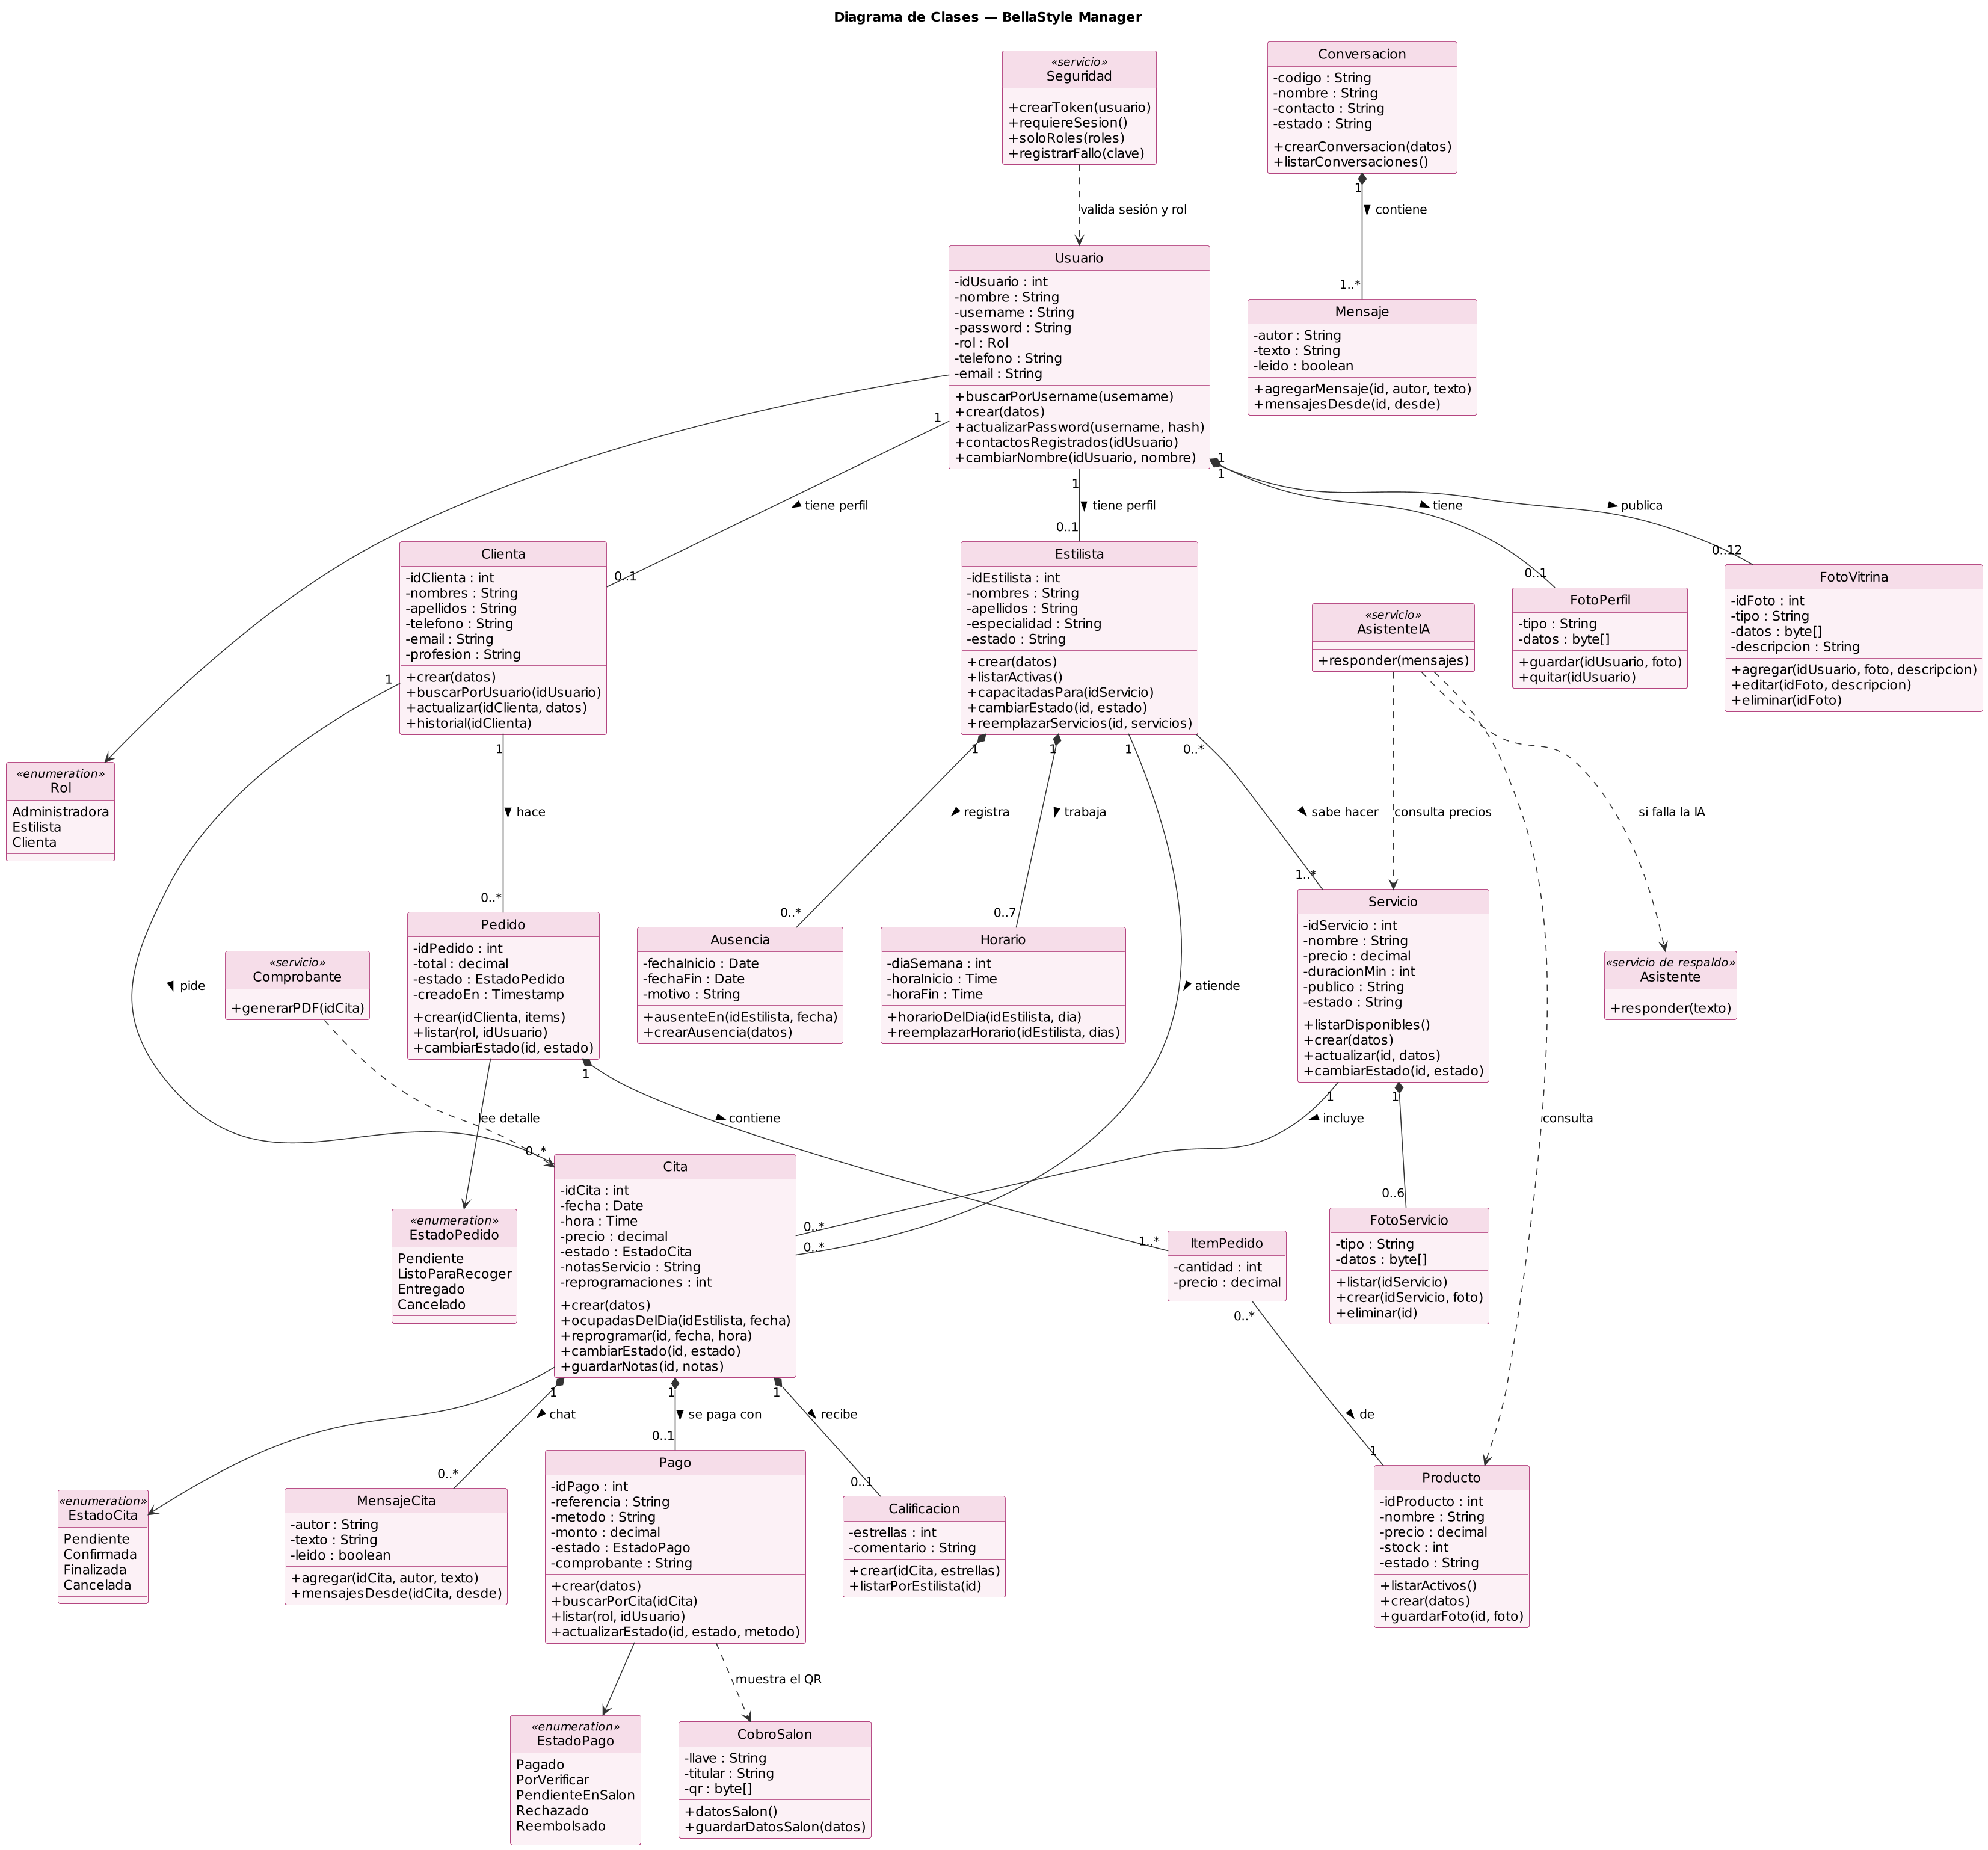 Diagrama de Clases — BellaStyle Manager
«servicio»
Seguridad
+crearToken(usuario)
+requiereSesion()
+soloRoles(roles)
+registrarFallo(clave)
Conversacion
-codigo : String
-nombre : String
-contacto : String
-estado : String
+crearConversacion(datos)
+listarConversaciones()
valida sesión y rol
1
contiene
1..*
Usuario
-idUsuario : int
-nombre : String
-username : String
-password : String
-rol : Rol
-telefono : String
-email : String
+buscarPorUsername(username)
+crear(datos)
+actualizarPassword(username, hash)
+contactosRegistrados(idUsuario)
+cambiarNombre(idUsuario, nombre)
Mensaje
-autor : String
-texto : String
-leido : boolean
+agregarMensaje(id, autor, texto)
+mensajesDesde(id, desde)
1
tiene perfil
0..1
1
tiene perfil
0..1
1
1
tiene
0..1
publica
0..12
Clienta
-idClienta : int
-nombres : String
-apellidos : String
-telefono : String
-email : String
-profesion : String
+crear(datos)
+buscarPorUsuario(idUsuario)
+actualizar(idClienta, datos)
+historial(idClienta)
Estilista
-idEstilista : int
-nombres : String
-apellidos : String
-especialidad : String
-estado : String
+crear(datos)
+listarActivas()
+capacitadasPara(idServicio)
+cambiarEstado(id, estado)
+reemplazarServicios(id, servicios)
«servicio»
AsistenteIA
+responder(mensajes)
FotoPerfil
-tipo : String
-datos : byte[]
+guardar(idUsuario, foto)
+quitar(idUsuario)
FotoVitrina
-idFoto : int
-tipo : String
-datos : byte[]
-descripcion : String
+agregar(idUsuario, foto, descripcion)
+editar(idFoto, descripcion)
+eliminar(idFoto)
«enumeration»
Rol
Administradora
Estilista
Clienta
1
pide
0..*
1
hace
0..*
1
registra
0..*
1
trabaja
0..7
1
atiende
0..*
0..*
sabe hacer
1..*
consulta precios
si falla la IA
consulta
«servicio»
Comprobante
+generarPDF(idCita)
Pedido
-idPedido : int
-total : decimal
-estado : EstadoPedido
-creadoEn : Timestamp
+crear(idClienta, items)
+listar(rol, idUsuario)
+cambiarEstado(id, estado)
Ausencia
-fechaInicio : Date
-fechaFin : Date
-motivo : String
+ausenteEn(idEstilista, fecha)
+crearAusencia(datos)
Horario
-diaSemana : int
-horaInicio : Time
-horaFin : Time
+horarioDelDia(idEstilista, dia)
+reemplazarHorario(idEstilista, dias)
Servicio
-idServicio : int
-nombre : String
-precio : decimal
-duracionMin : int
-publico : String
-estado : String
+listarDisponibles()
+crear(datos)
+actualizar(id, datos)
+cambiarEstado(id, estado)
«servicio de respaldo»
Asistente
+responder(texto)
lee detalle
1
contiene
1..*
1
incluye
0..*
1
0..6
«enumeration»
EstadoPedido
Pendiente
ListoParaRecoger
Entregado
Cancelado
Cita
-idCita : int
-fecha : Date
-hora : Time
-precio : decimal
-estado : EstadoCita
-notasServicio : String
-reprogramaciones : int
+crear(datos)
+ocupadasDelDia(idEstilista, fecha)
+reprogramar(id, fecha, hora)
+cambiarEstado(id, estado)
+guardarNotas(id, notas)
ItemPedido
-cantidad : int
-precio : decimal
FotoServicio
-tipo : String
-datos : byte[]
+listar(idServicio)
+crear(idServicio, foto)
+eliminar(id)
1
chat
0..*
1
se paga con
0..1
1
recibe
0..1
0..*
de
1
«enumeration»
EstadoCita
Pendiente
Confirmada
Finalizada
Cancelada
MensajeCita
-autor : String
-texto : String
-leido : boolean
+agregar(idCita, autor, texto)
+mensajesDesde(idCita, desde)
Pago
-idPago : int
-referencia : String
-metodo : String
-monto : decimal
-estado : EstadoPago
-comprobante : String
+crear(datos)
+buscarPorCita(idCita)
+listar(rol, idUsuario)
+actualizarEstado(id, estado, metodo)
Calificacion
-estrellas : int
-comentario : String
+crear(idCita, estrellas)
+listarPorEstilista(id)
Producto
-idProducto : int
-nombre : String
-precio : decimal
-stock : int
-estado : String
+listarActivos()
+crear(datos)
+guardarFoto(id, foto)
muestra el QR
«enumeration»
EstadoPago
Pagado
PorVerificar
PendienteEnSalon
Rechazado
Reembolsado
CobroSalon
-llave : String
-titular : String
-qr : byte[]
+datosSalon()
+guardarDatosSalon(datos)